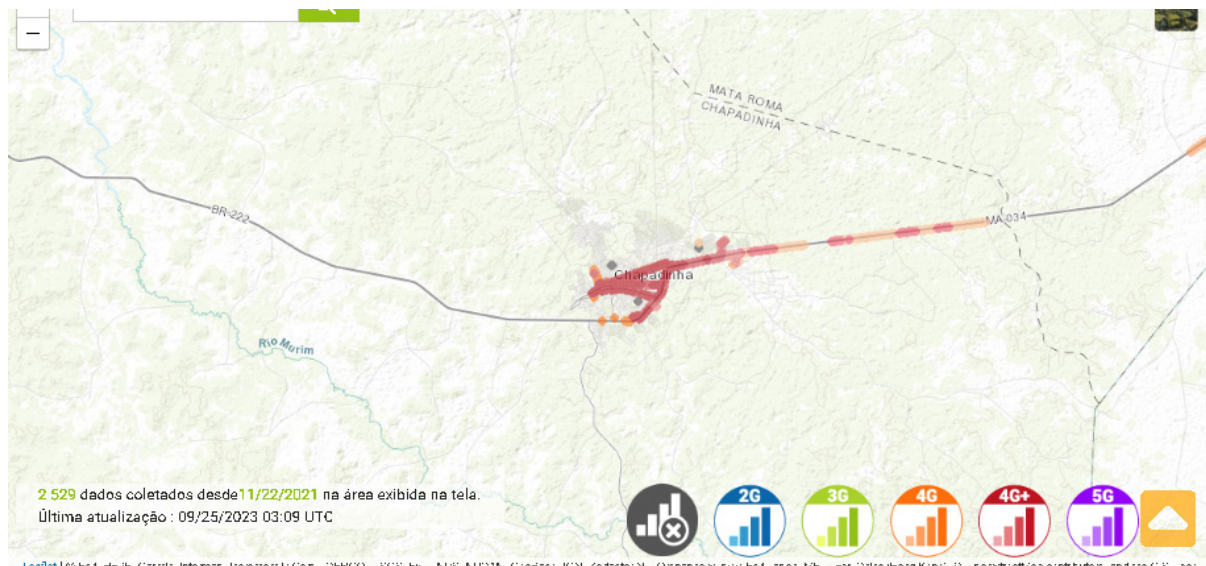 MATA ROMA
CHAPADINHA
BR-222
MA-034
Chapadinha
Rio Murim
2 529 dados coletados desde11/22/2021 na área exibida na tela.
Última atualização : 09/25/2023 03:09 UTC
2G
3G
4G
4G+
5G